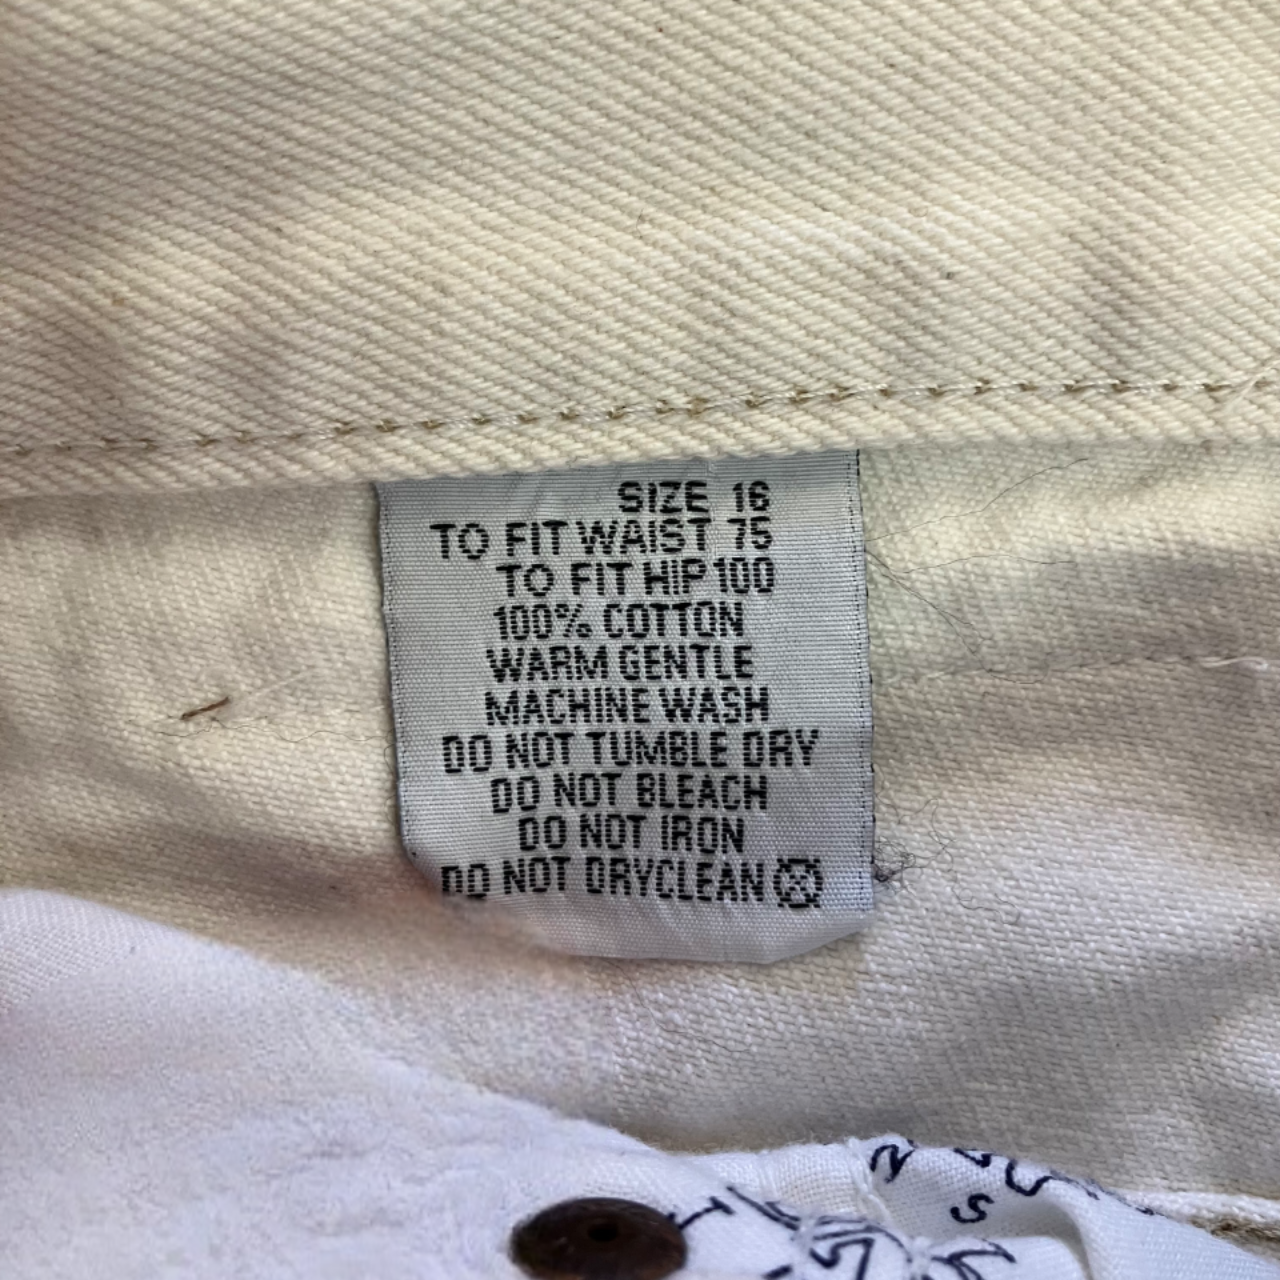 SIZE 16
TO FIT WAIST 75
TO FIT HIP 100
100% COTTON
WARM GENTLE
MACHINE WASH
DO NOT TUMBLE DRY
DO NOT BLEACH
DO NOT IRON
DO NOT DRYCLEAN